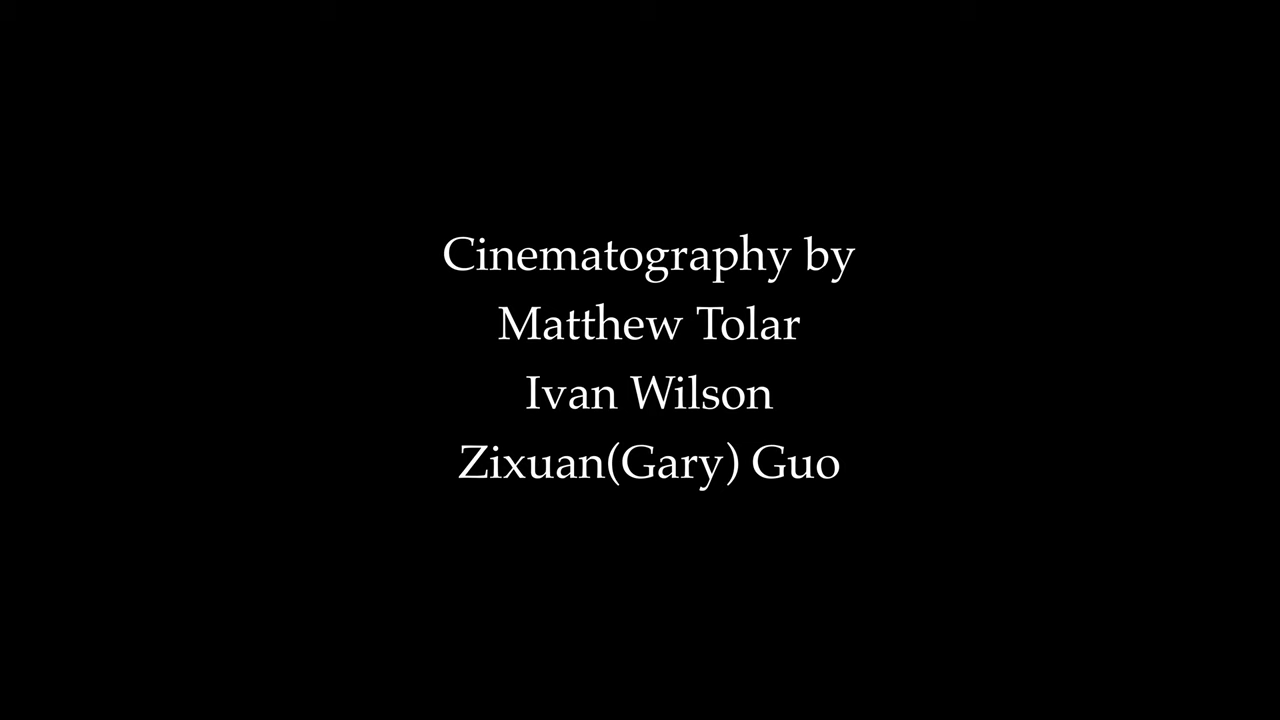 Cinematography by
Matthew Tolar
Ivan Wilson
Zixuan(Gary) Guo